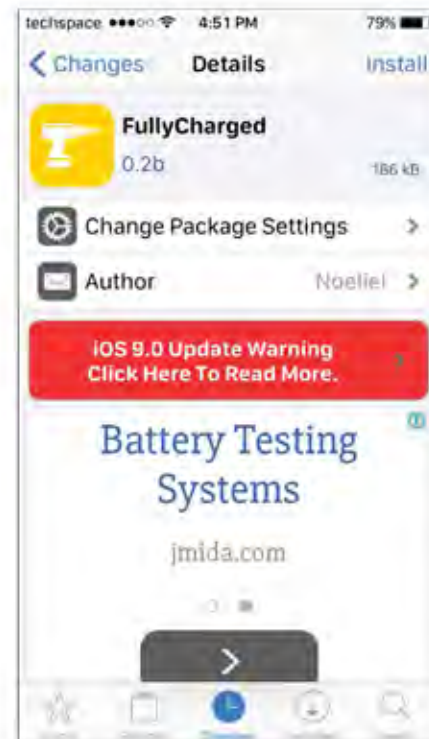 techspace 4:51 PM 79%
Changes Details Install
FullyCharged
0.2b 186 kB
Change Package Settings
Author Noeliel
iOS 9.0 Update Warning
Click Here To Read More.
Battery Testing
Systems
jmida.com